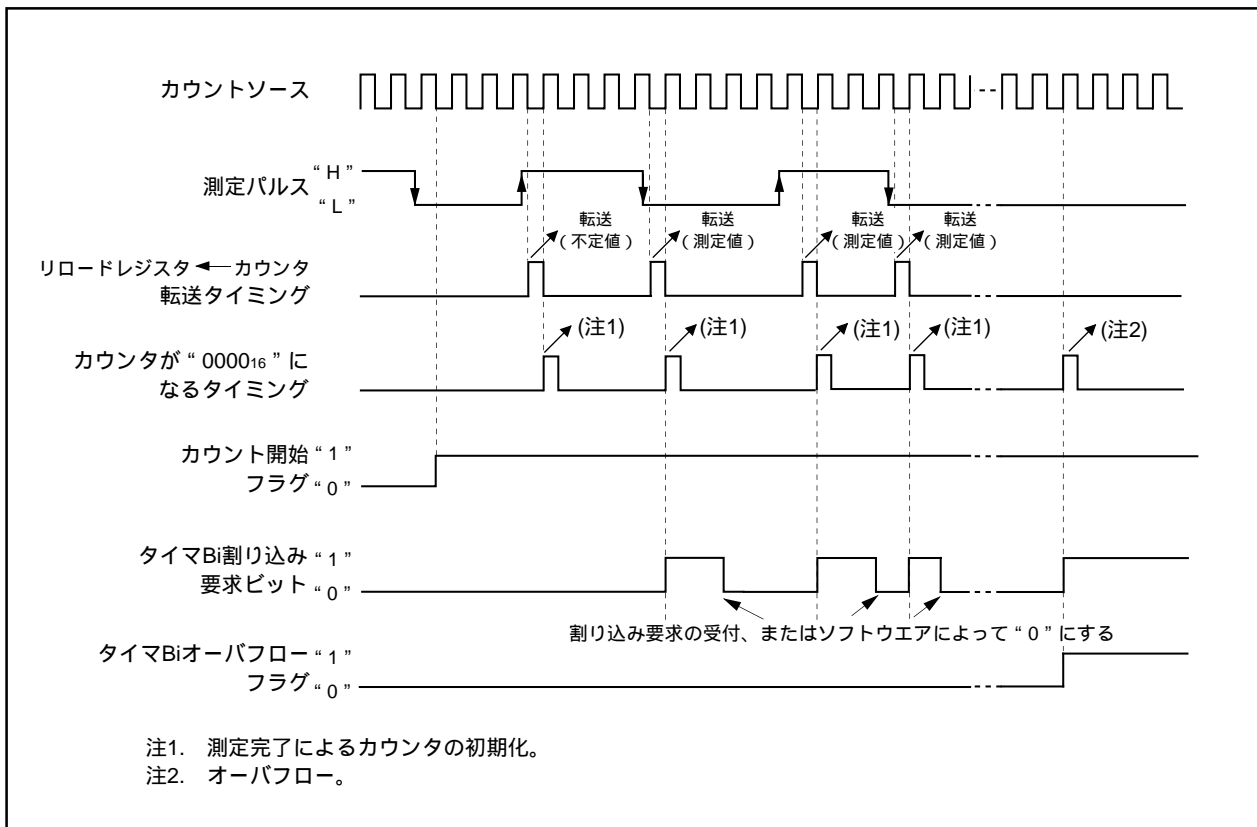 カウントソース
測定パルス
“ H ”
“ L ”
転送
（不定値）
転送
（測定値）
転送
（測定値）
転送
（測定値）
リロードレジスタ ← カウンタ
転送タイミング
(注1)
(注1)
(注1)
(注1)
(注2)
カウンタが “ 000016 ” に
なるタイミング
カウント開始 “ 1 ”
フラグ “ 0 ”
タイマBi割り込み “ 1 ”
要求ビット “ 0 ”
割り込み要求の受付、またはソフトウエアによって “ 0 ” にする
タイマBiオーバフロー “ 1 ”
フラグ “ 0 ”
注1. 測定完了によるカウンタの初期化。
注2. オーバフロー。